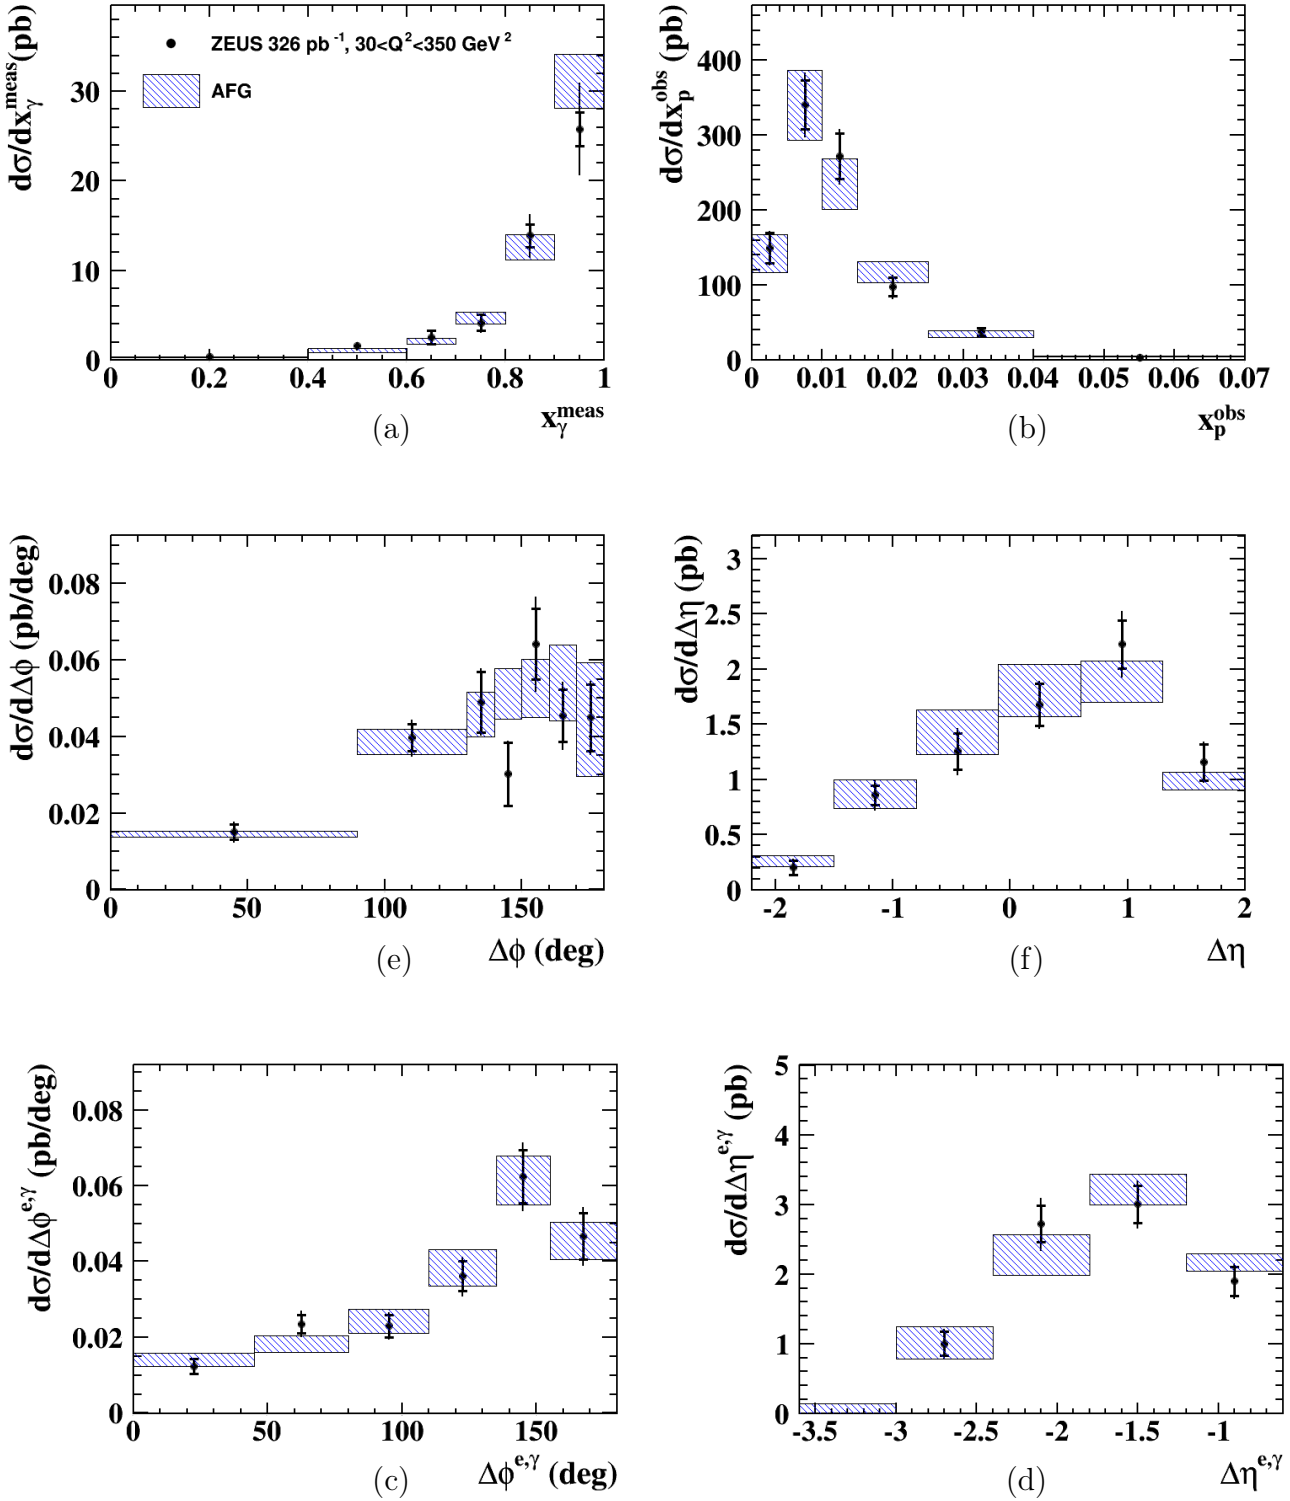 dσ/dx_γ^meas (pb)
ZEUS 326 pb⁻¹, 30<Q²<350 GeV²
AFG
30
20
10
0
0 0.2 0.4 0.6 0.8 1
x_γ^meas
(a)
dσ/dx_p^obs (pb)
400
300
200
100
0
0 0.01 0.02 0.03 0.04 0.05 0.06 0.07
x_p^obs
(b)
dσ/dΔϕ (pb/deg)
0.08
0.06
0.04
0.02
0
0 50 100 150
Δϕ (deg)
(e)
dσ/dΔη (pb)
3
2.5
2
1.5
1
0.5
0
-2 -1 0 1 2
Δη
(f)
dσ/dΔϕ^e,γ (pb/deg)
0.08
0.06
0.04
0.02
0
0 50 100 150
Δϕ^e,γ (deg)
(c)
dσ/dΔη^e,γ (pb)
5
4
3
2
1
0
-3.5 -3 -2.5 -2 -1.5 -1
Δη^e,γ
(d)